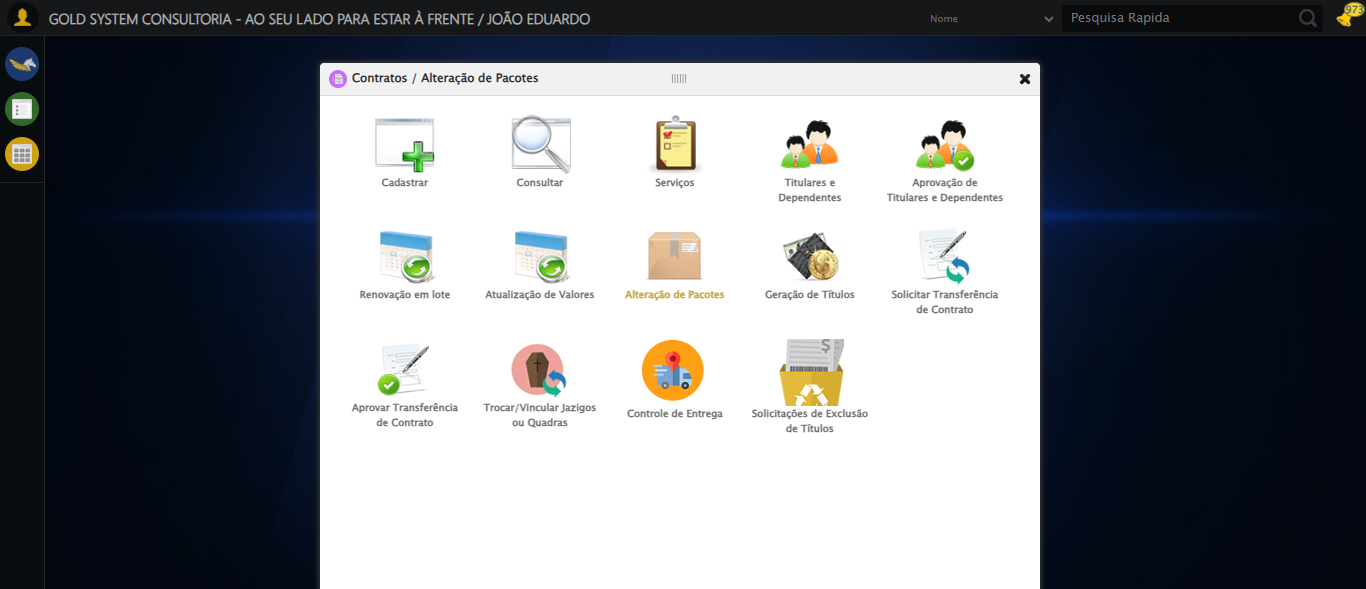 GOLD SYSTEM CONSULTORIA - AO SEU LADO PARA ESTAR À FRENTE / JOÃO EDUARDO
Nome
Pesquisa Rapida
973
Contratos / Alteração de Pacotes
Cadastrar
Consultar
Serviços
Titulares e
Dependentes
Aprovação de
Titulares e Dependentes
Renovação em lote
Atualização de Valores
Alteração de Pacotes
Geração de Títulos
Solicitar Transferência
de Contrato
Aprovar Transferência
de Contrato
Trocar/Vincular Jazigos
ou Quadras
Controle de Entrega
Solicitações de Exclusão
de Títulos